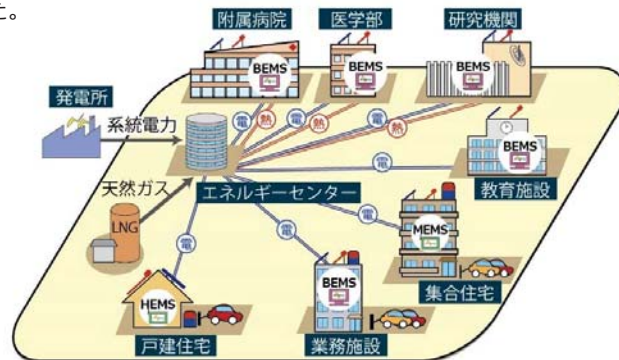 た。
附属病院
医学部
研究機関
BEMS
BEMS
BEMS
発電所
系統電力
電
熱
電
熱
電
熱
BEMS
電
教育施設
天然ガス
エネルギーセンター
LNG
電
MEMS
電
電
集合住宅
HEMS
BEMS
戸建住宅
業務施設